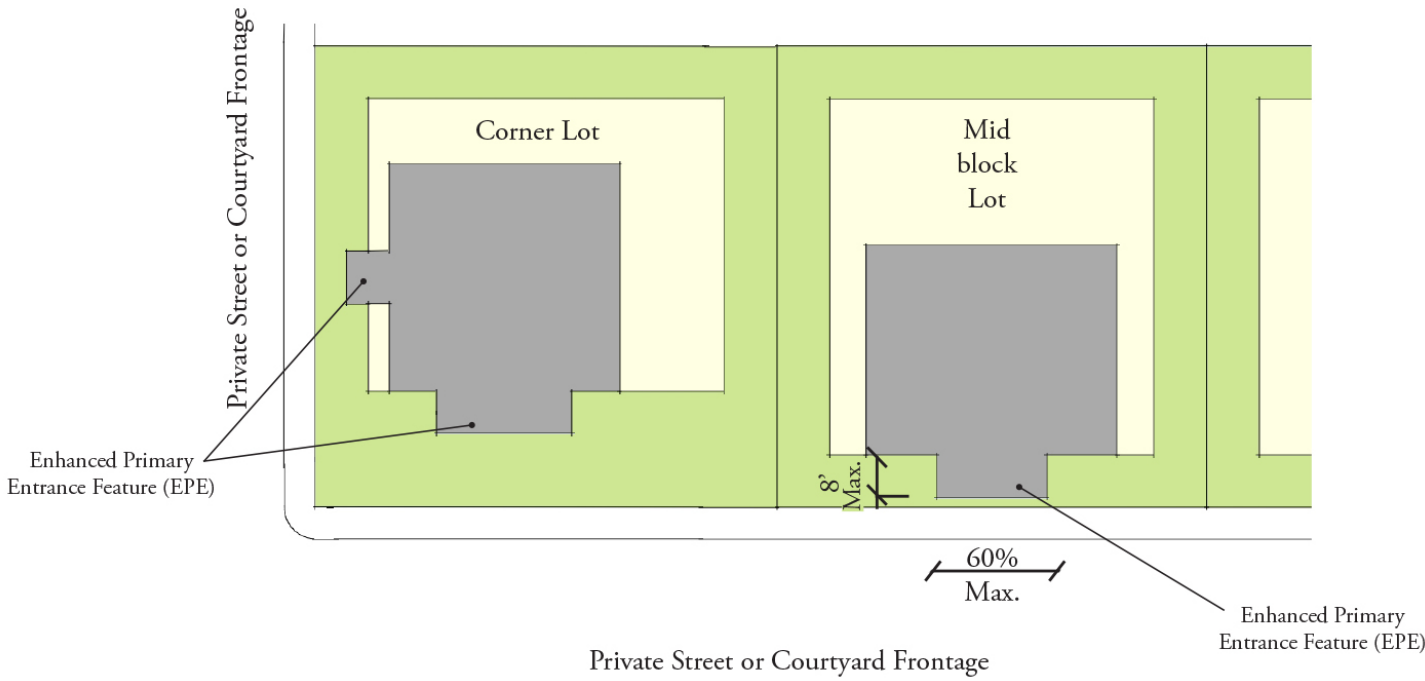 Private Street or Courtyard Frontage
Corner Lot
Mid
block
Lot
Enhanced Primary
Entrance Feature (EPE)
8'
Max.
60%
Max.
Enhanced Primary
Entrance Feature (EPE)
Private Street or Courtyard Frontage